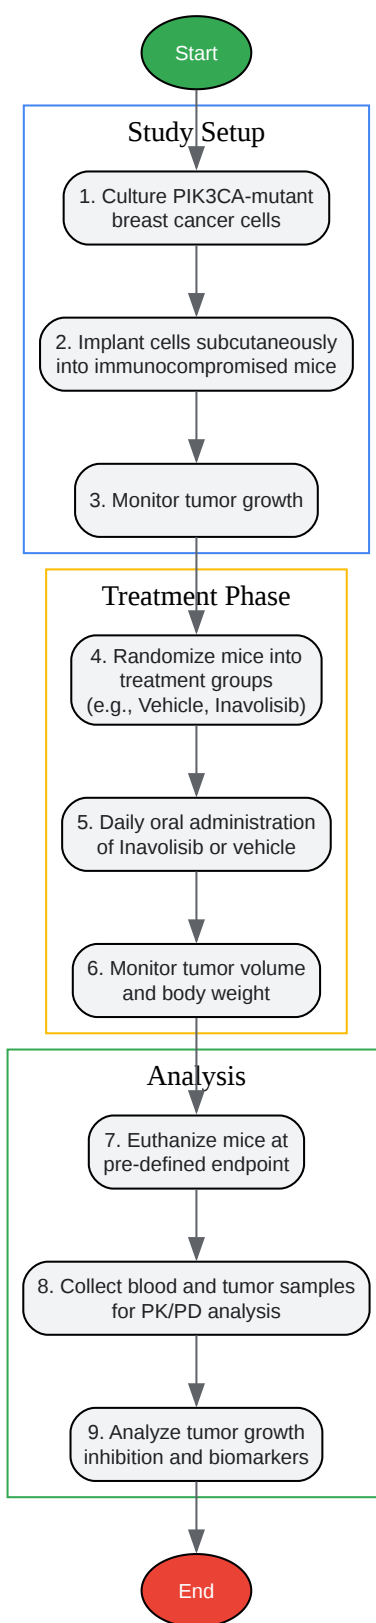 Start
Study Setup
1. Culture PIK3CA-mutant
breast cancer cells
2. Implant cells subcutaneously
into immunocompromised mice
3. Monitor tumor growth
Treatment Phase
4. Randomize mice into
treatment groups
(e.g., Vehicle, Inavolisib)
5. Daily oral administration
of Inavolisib or vehicle
6. Monitor tumor volume
and body weight
Analysis
7. Euthanize mice at
pre-defined endpoint
8. Collect blood and tumor samples
for PK/PD analysis
9. Analyze tumor growth
inhibition and biomarkers
End